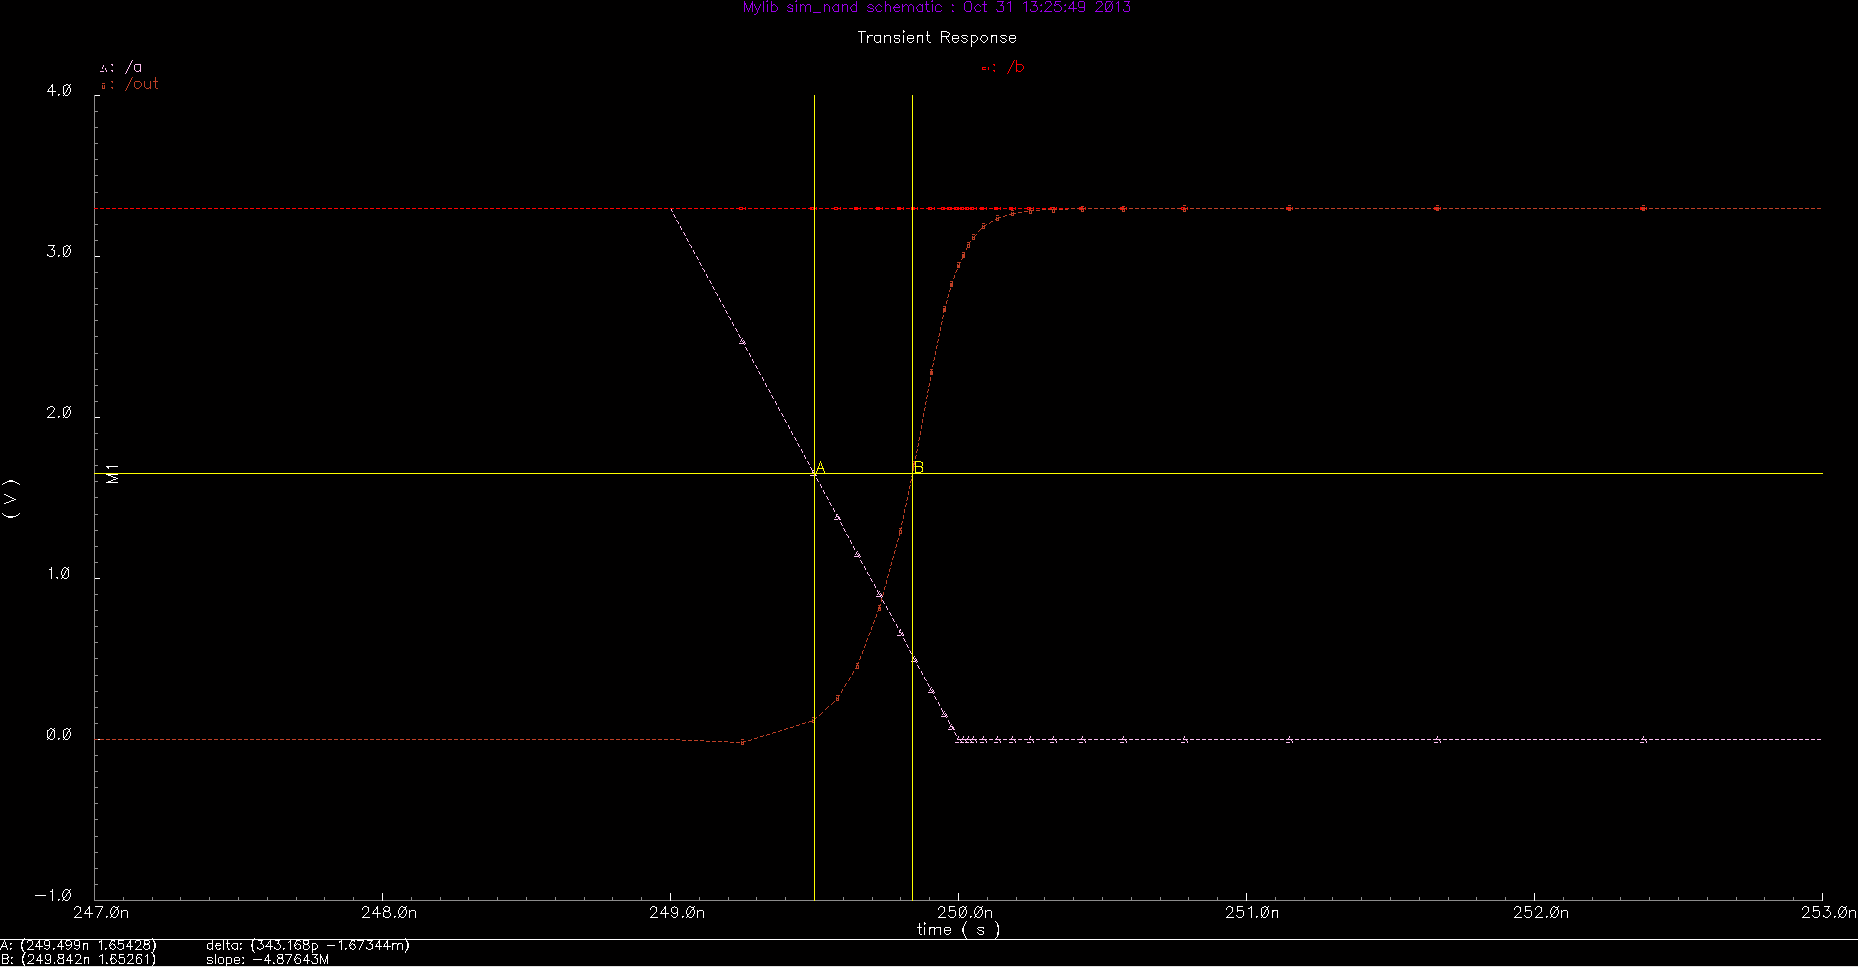 Mylib sim_nand schematic : Oct 31 13:25:49 2013
Transient Response
: /a
: /b
: /out
4.0
3.0
2.0
M1
A
B
( V )
1.0
0.0
-1.0
247.0n 248.0n 249.0n 250.0n 251.0n 252.0n 253.0n
time ( s )
A: (249.499n 1.65428) delta: (343.168p -1.67344m)
B: (249.842n 1.65261) slope: -4.87643M